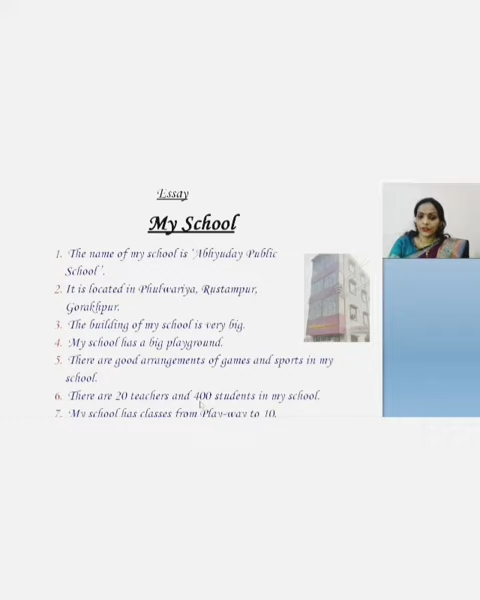 Essay
My School
1. The name of my school is 'Abhyuday Public
School'.
2. It is located in Phulwariya, Rustampur,
Gorakhpur.
3. The building of my school is very big.
4. My school has a big playground.
5. There are good arrangements of games and sports in my
school.
6. There are 20 teachers and 400 students in my school.
7. My school has classes from Play-way to 10.